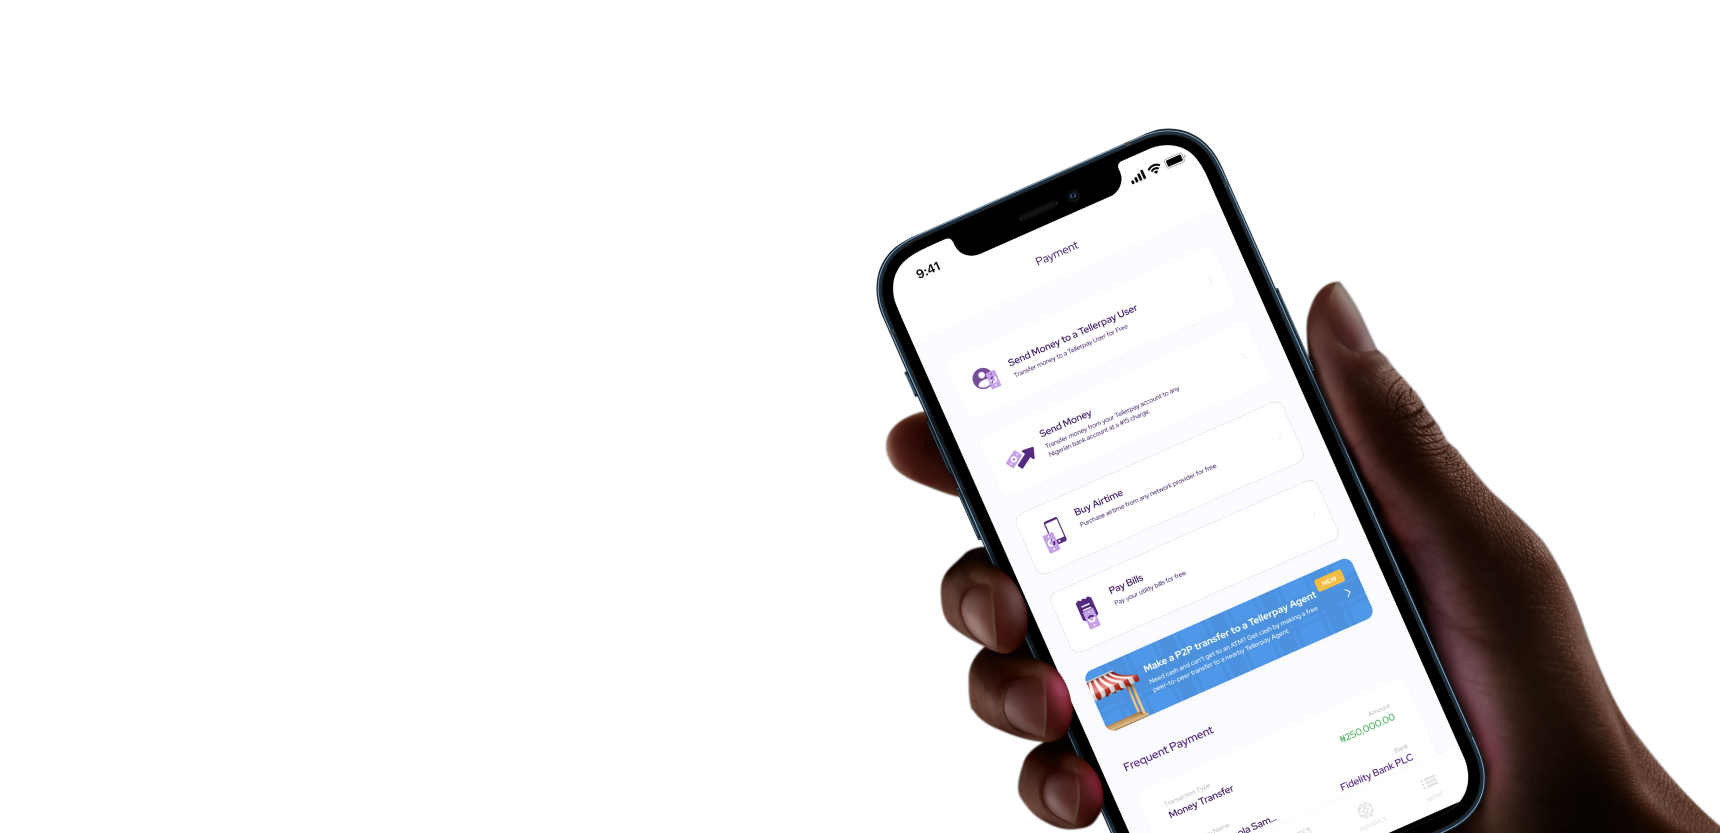 9:41
Payment
Send Money to a Tellerpay User
Transfer money to a Tellerpay User for Free
Send Money
Transfer money from your Tellerpay account to any
Nigerian bank account at a #15 charge.
Buy Airtime
Purchase airtime from any network provider for free.
Pay Bills
Pay your utility bills for free.
NEW
Make a P2P transfer to a Tellerpay Agent
Need cash and can't get to an ATM? Get cash by making a free
peer-to-peer transfer to a nearby Tellerpay Agent.
Frequent Payment
Amount
₦250,000.00
Transaction Type
Money Transfer
Bank
Fidelity Bank PLC
Name
ola Sam...
ADVANCE
MORE